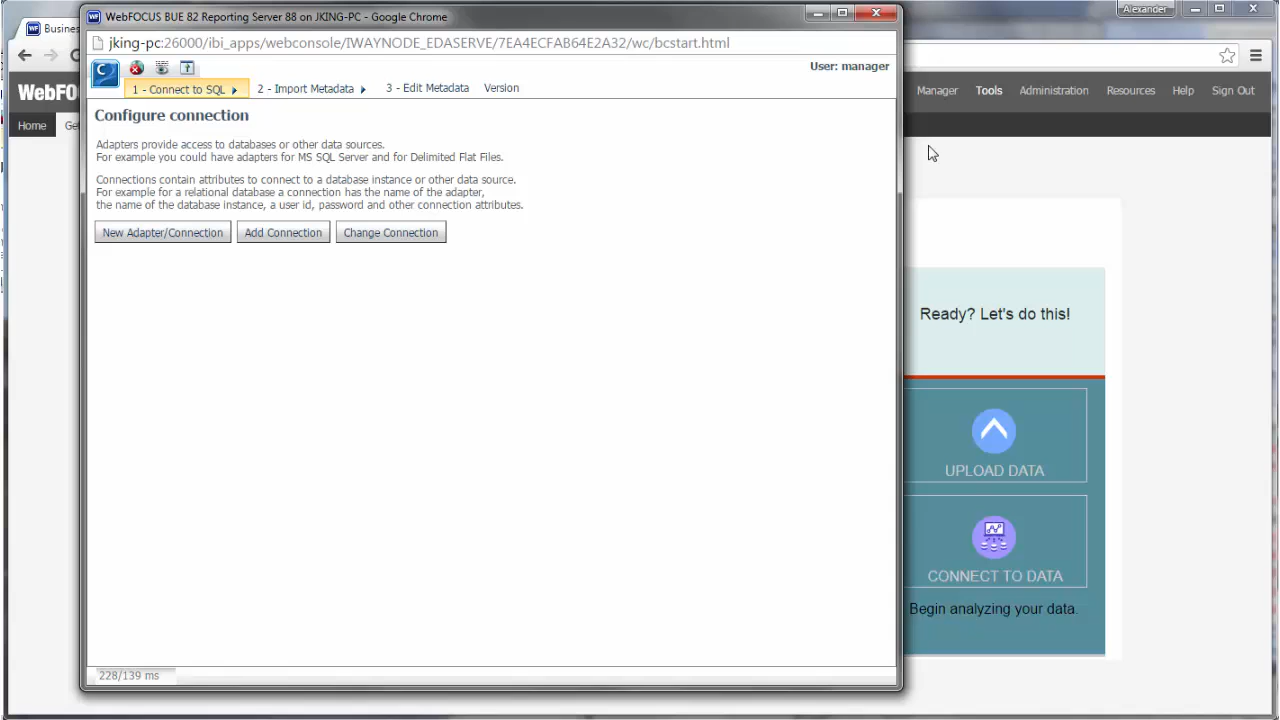 WebFOCUS BUE 82 Reporting Server 88 on JKING-PC - Google Chrome
Alexander
Busines
jking-pc:26000/ibi_apps/webconsole/IWAYNODE_EDASERVE/7EA4ECFAB64E2A32/wc/bcstart.html
User: manager
1 - Connect to SQL
2 - Import Metadata
3 - Edit Metadata
Version
WebFO
Manager
Tools
Administration
Resources
Help
Sign Out
Home
Get
Configure connection
Adapters provide access to databases or other data sources.
For example you could have adapters for MS SQL Server and for Delimited Flat Files.
Connections contain attributes to connect to a database instance or other data source.
For example for a relational database a connection has the name of the adapter,
the name of the database instance, a user id, password and other connection attributes.
New Adapter/Connection
Add Connection
Change Connection
Ready? Let's do this!
UPLOAD DATA
CONNECT TO DATA
Begin analyzing your data.
228/139 ms